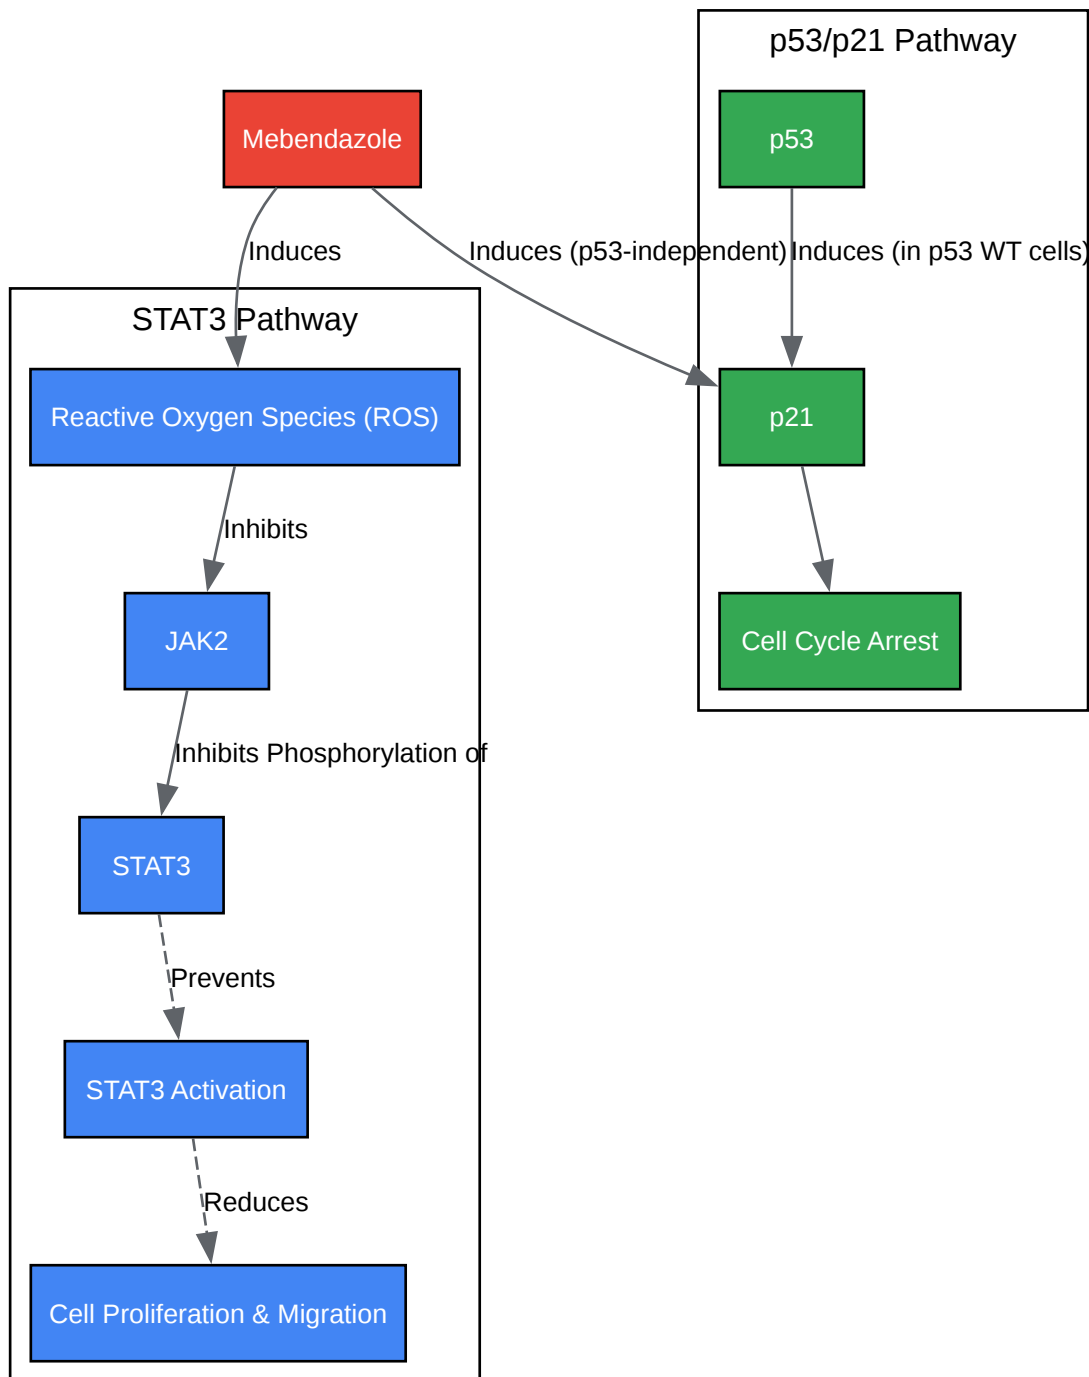 p53/p21 Pathway
Mebendazole
p53
Induces
Induces (p53-independent)
Induces (in p53 WT cells)
STAT3 Pathway
Reactive Oxygen Species (ROS)
p21
Inhibits
JAK2
Cell Cycle Arrest
Inhibits Phosphorylation of
STAT3
Prevents
STAT3 Activation
Reduces
Cell Proliferation & Migration